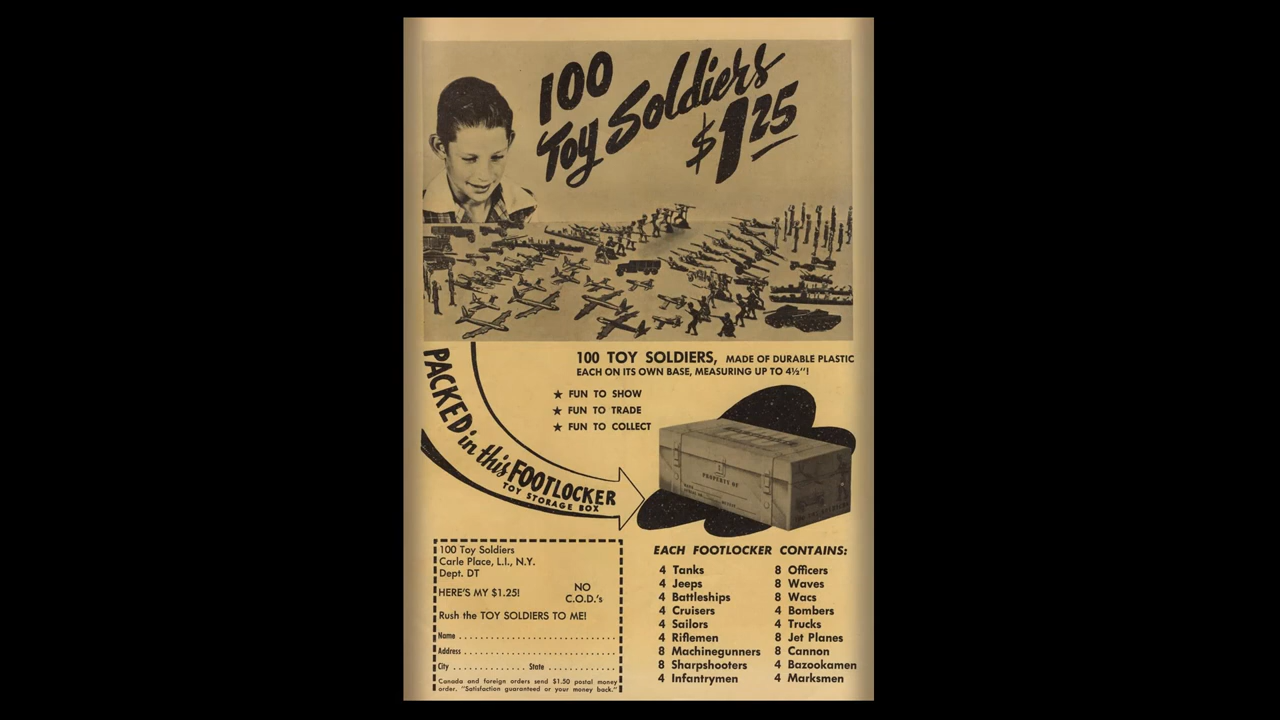 100
Toy Soldiers
$1.25
100 TOY SOLDIERS, MADE OF DURABLE PLASTIC
EACH ON ITS OWN BASE, MEASURING UP TO 4½"!
★ FUN TO SHOW
★ FUN TO TRADE
★ FUN TO COLLECT
PACKED in this FOOTLOCKER
TOY STORAGE BOX
PROPERTY OF
100 Toy Soldiers
Carle Place, L.I., N.Y.
Dept. DT
HERE'S MY $1.25!
NO
C.O.D.'s
Rush the TOY SOLDIERS TO ME!
Name
Address
City State
Canada and foreign orders send $1.50 postal money
order. "Satisfaction guaranteed or your money back."
EACH FOOTLOCKER CONTAINS:
4 Tanks
4 Jeeps
4 Battleships
4 Cruisers
4 Sailors
4 Riflemen
8 Machinegunners
8 Sharpshooters
4 Infantrymen
8 Officers
8 Waves
8 Wacs
4 Bombers
4 Trucks
8 Jet Planes
8 Cannon
4 Bazookamen
4 Marksmen